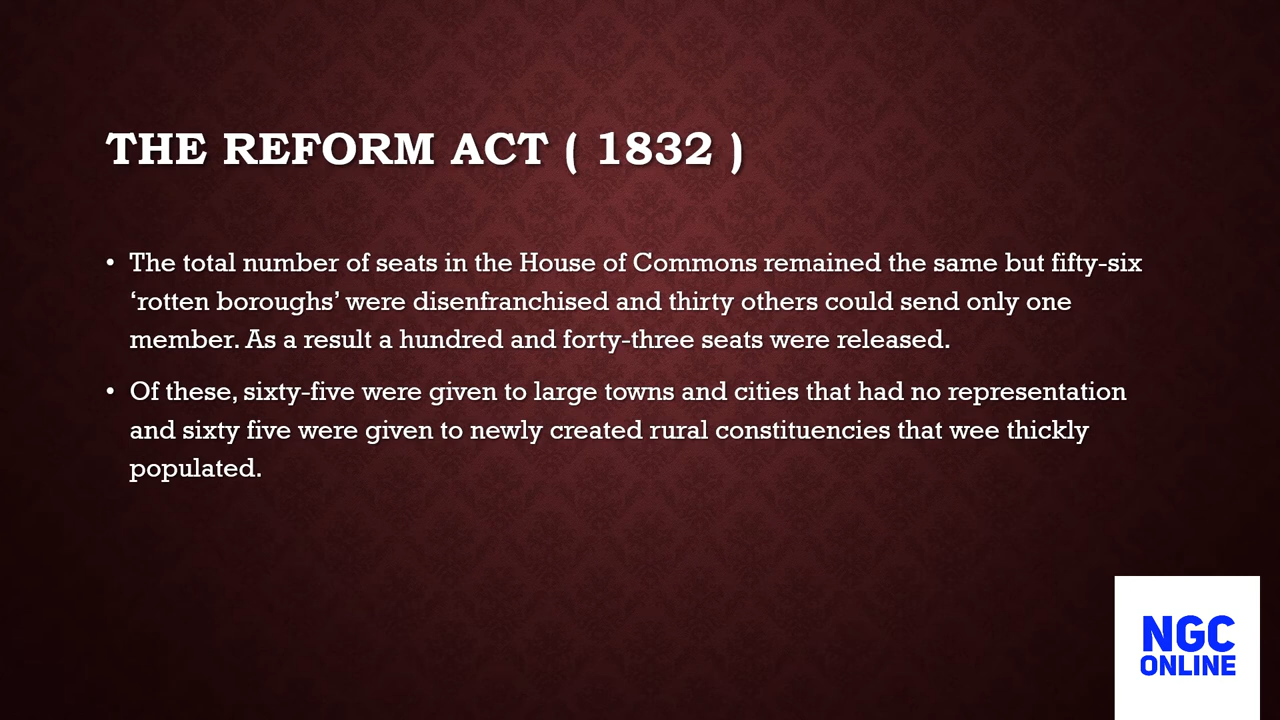 THE REFORM ACT ( 1832 )
• The total number of seats in the House of Commons remained the same but fifty-six
‘rotten boroughs’ were disenfranchised and thirty others could send only one
member. As a result a hundred and forty-three seats were released.
• Of these, sixty-five were given to large towns and cities that had no representation
and sixty five were given to newly created rural constituencies that wee thickly
populated.
NGC
ONLINE